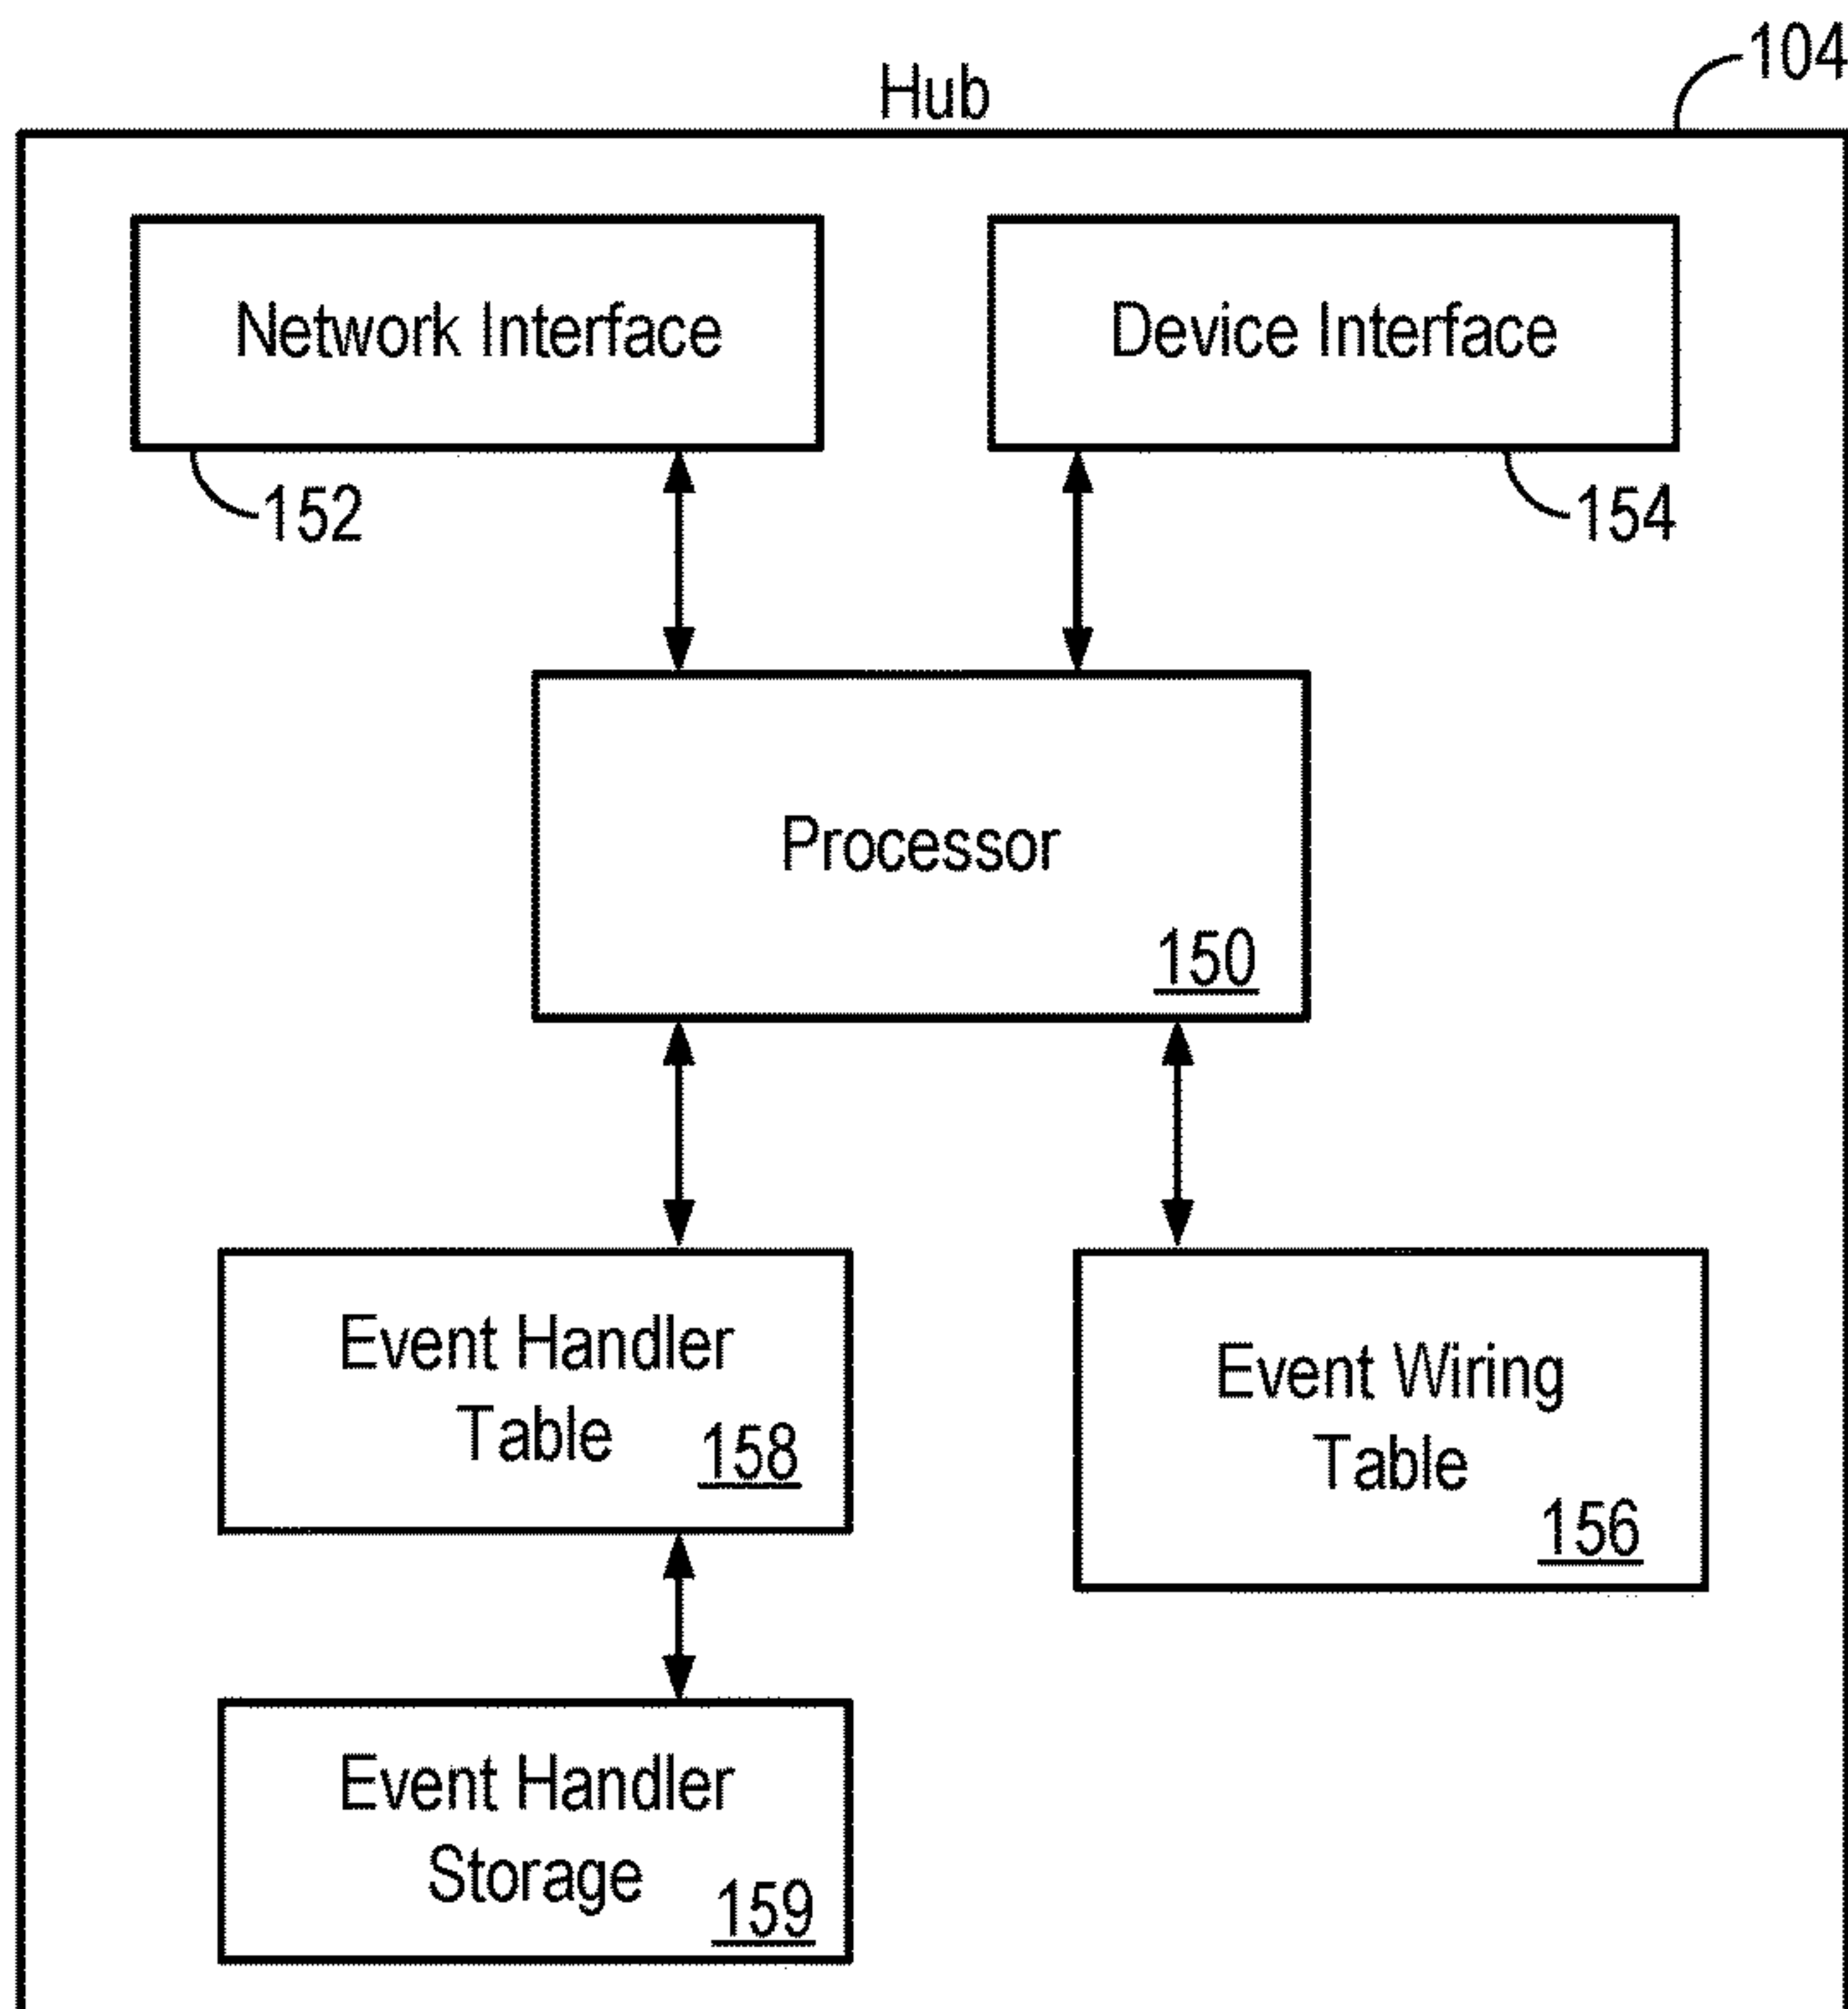 104
Hub
Network Interface
Device Interface
152
154
Processor
150
Event Handler
Table
158
Event Wiring
Table
156
Event Handler
Storage
159